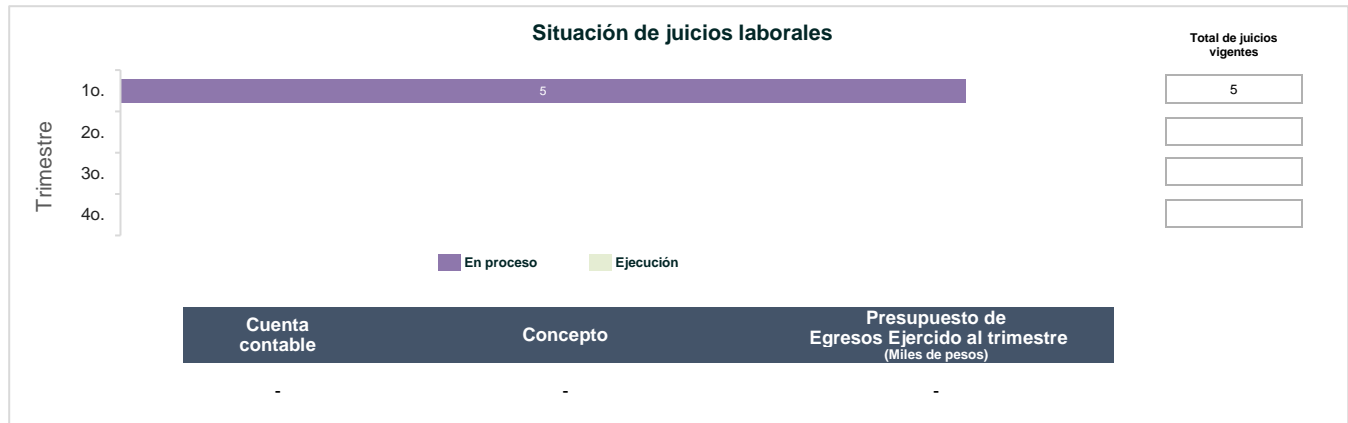 Situación de juicios laborales
Total de juicios
vigentes
Trimestre
1o.
5
5
2o.
3o.
4o.
En proceso
Ejecución
Cuenta
contable
Concepto
Presupuesto de
Egresos Ejercido al trimestre
(Miles de pesos)
-
-
-